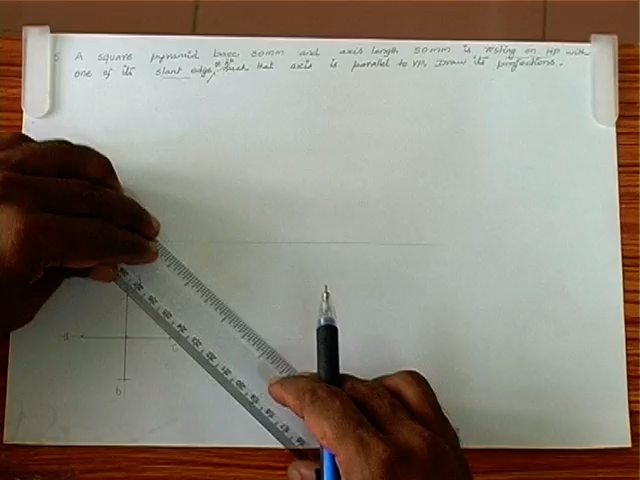 5. A square pyramid base 30mm and axis length 50mm is resting on HP with
one of its slant edge, such that axis is parallel to VP. Draw its projections.
a
c
b